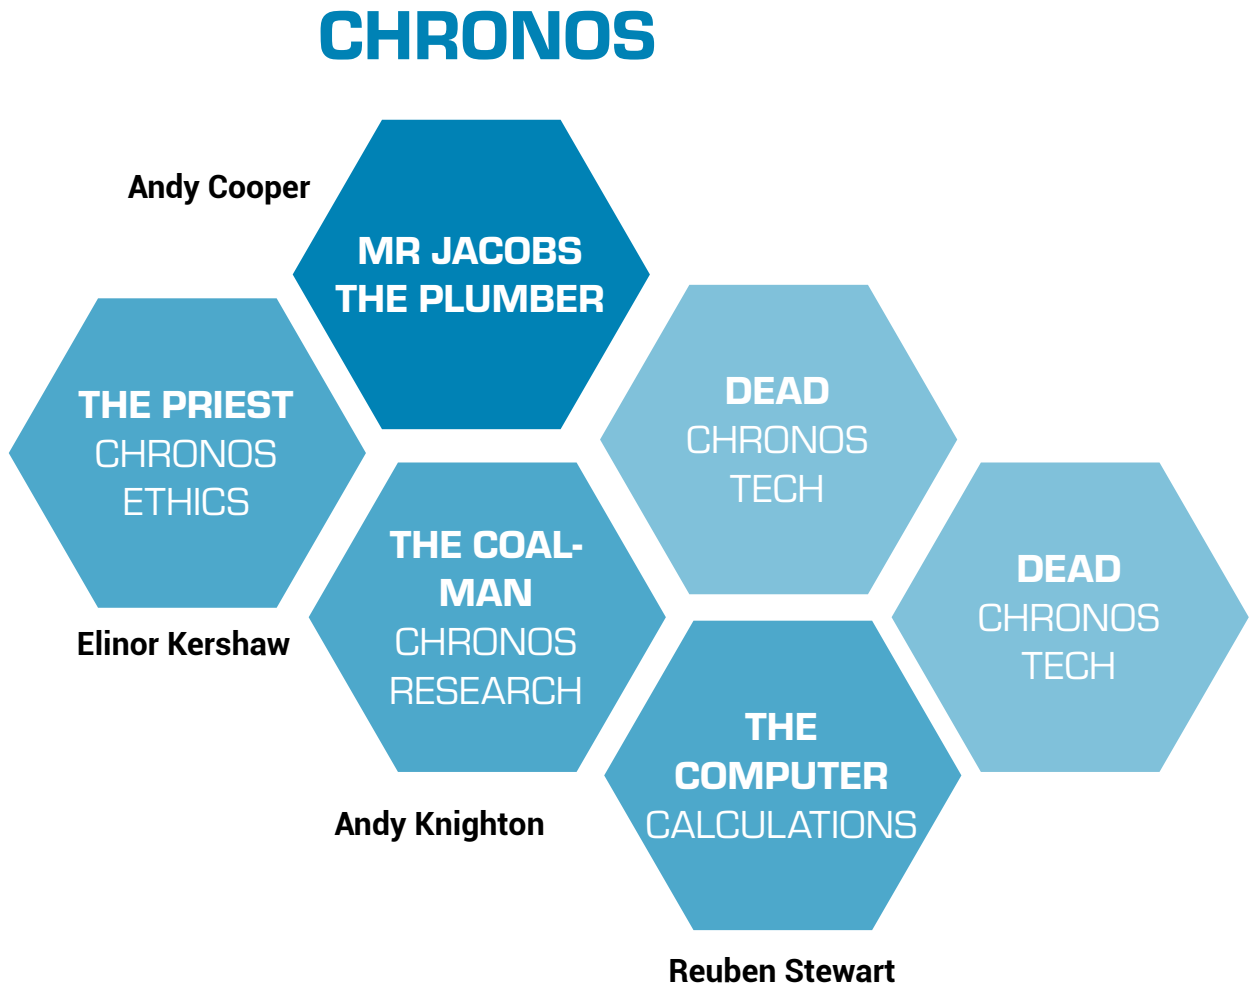 CHRONOS
Andy Cooper
MR JACOBS
THE PLUMBER
THE PRIEST
CHRONOS
ETHICS
Elinor Kershaw
DEAD
CHRONOS
TECH
THE COAL-
MAN
CHRONOS
RESEARCH
Andy Knighton
DEAD
CHRONOS
TECH
THE
COMPUTER
CALCULATIONS
Reuben Stewart